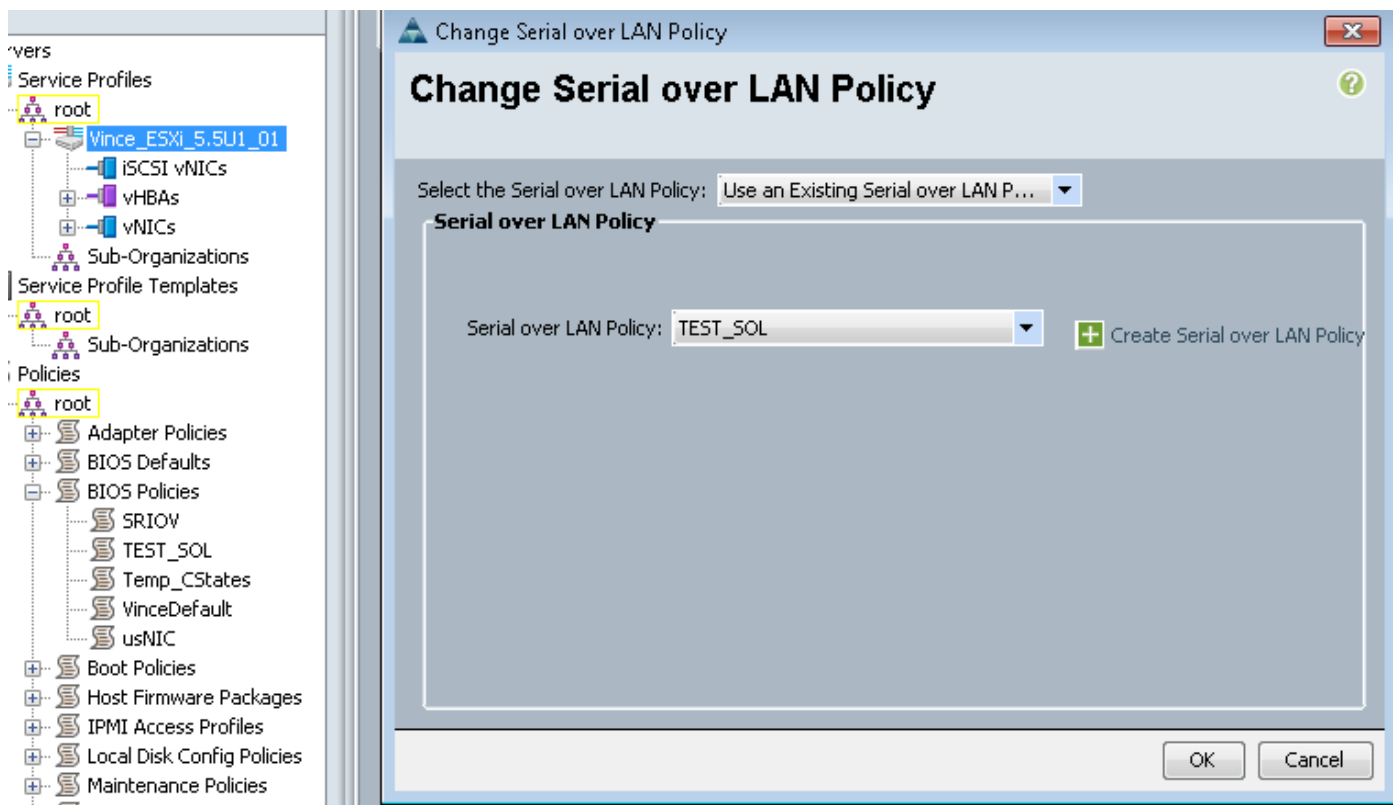 rvers
Service Profiles
root
Vince_ESXi_5.5U1_01
iSCSI vNICs
vHBAs
vNICs
Sub-Organizations
Service Profile Templates
root
Sub-Organizations
Policies
root
Adapter Policies
BIOS Defaults
BIOS Policies
SRIOV
TEST_SOL
Temp_CStates
VinceDefault
usNIC
Boot Policies
Host Firmware Packages
IPMI Access Profiles
Local Disk Config Policies
Maintenance Policies
Change Serial over LAN Policy
Change Serial over LAN Policy
Select the Serial over LAN Policy: Use an Existing Serial over LAN P...
Serial over LAN Policy
Serial over LAN Policy: TEST_SOL
Create Serial over LAN Policy
OK Cancel